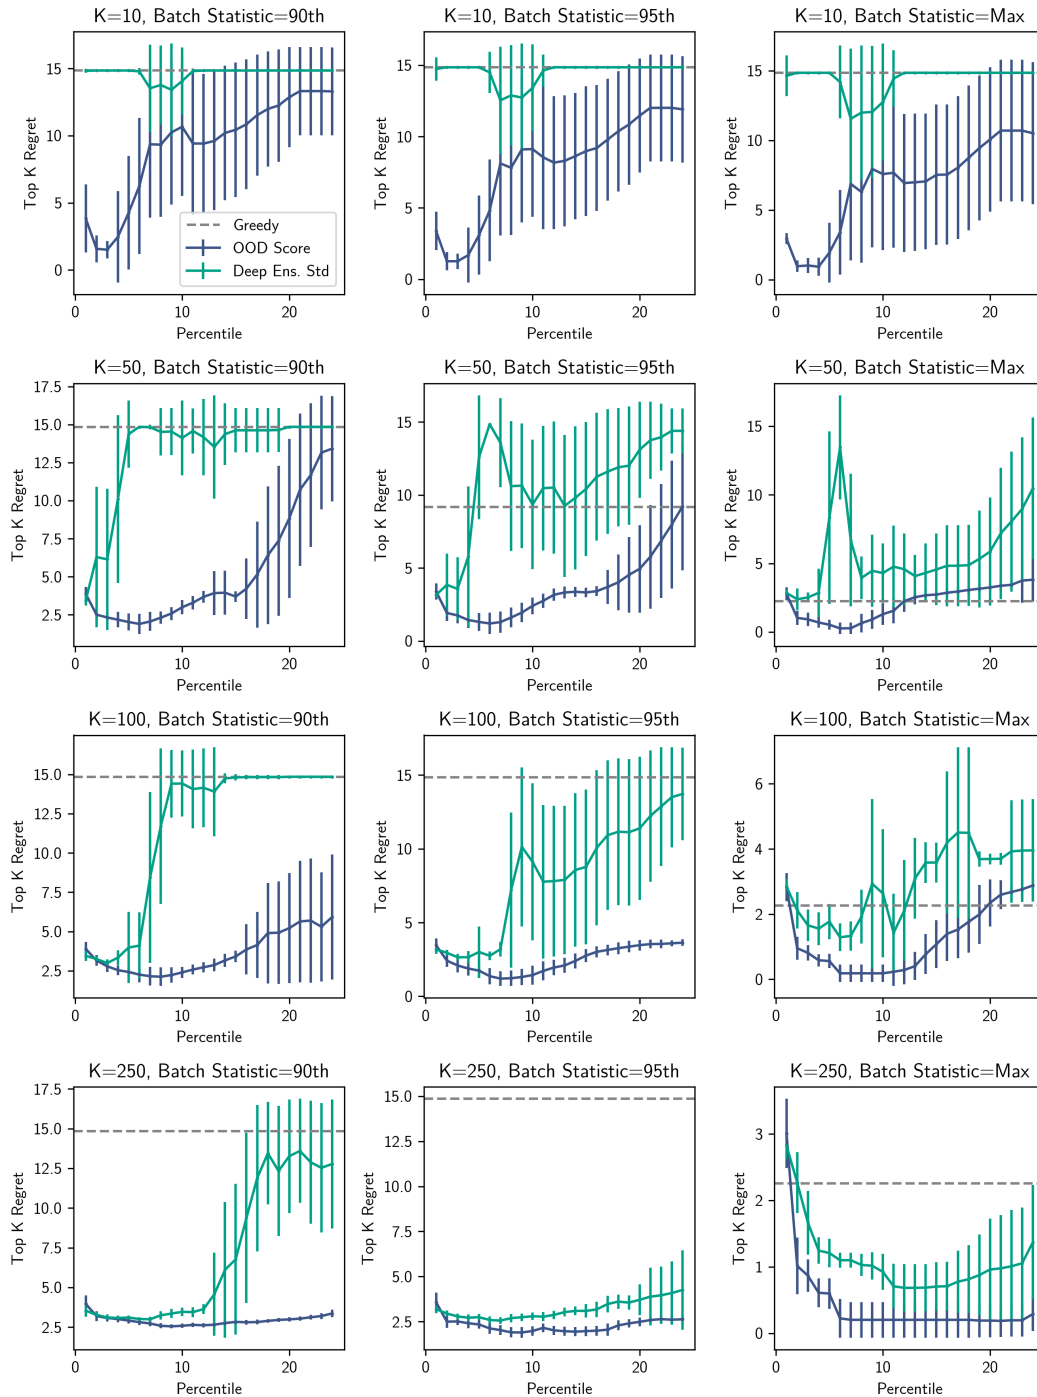 K=10, Batch Statistic=90th
Top K Regret
15
10
5
0
0
10
20
Percentile
Greedy
OOD Score
Deep Ens. Std
K=10, Batch Statistic=95th
Top K Regret
15
10
5
0
0
10
20
Percentile
K=10, Batch Statistic=Max
Top K Regret
15
10
5
0
0
10
20
Percentile
K=50, Batch Statistic=90th
Top K Regret
17.5
15.0
12.5
10.0
7.5
5.0
2.5
0
10
20
Percentile
K=50, Batch Statistic=95th
Top K Regret
15
10
5
0
0
10
20
Percentile
K=50, Batch Statistic=Max
Top K Regret
15
10
5
0
0
10
20
Percentile
K=100, Batch Statistic=90th
Top K Regret
15.0
12.5
10.0
7.5
5.0
2.5
0
10
20
Percentile
K=100, Batch Statistic=95th
Top K Regret
15
10
5
0
0
10
20
Percentile
K=100, Batch Statistic=Max
Top K Regret
6
4
2
0
0
10
20
Percentile
K=250, Batch Statistic=90th
Top K Regret
17.5
15.0
12.5
10.0
7.5
5.0
2.5
0
10
20
Percentile
K=250, Batch Statistic=95th
Top K Regret
15.0
12.5
10.0
7.5
5.0
2.5
0
10
20
Percentile
K=250, Batch Statistic=Max
Top K Regret
3
2
1
0
0
10
20
Percentile